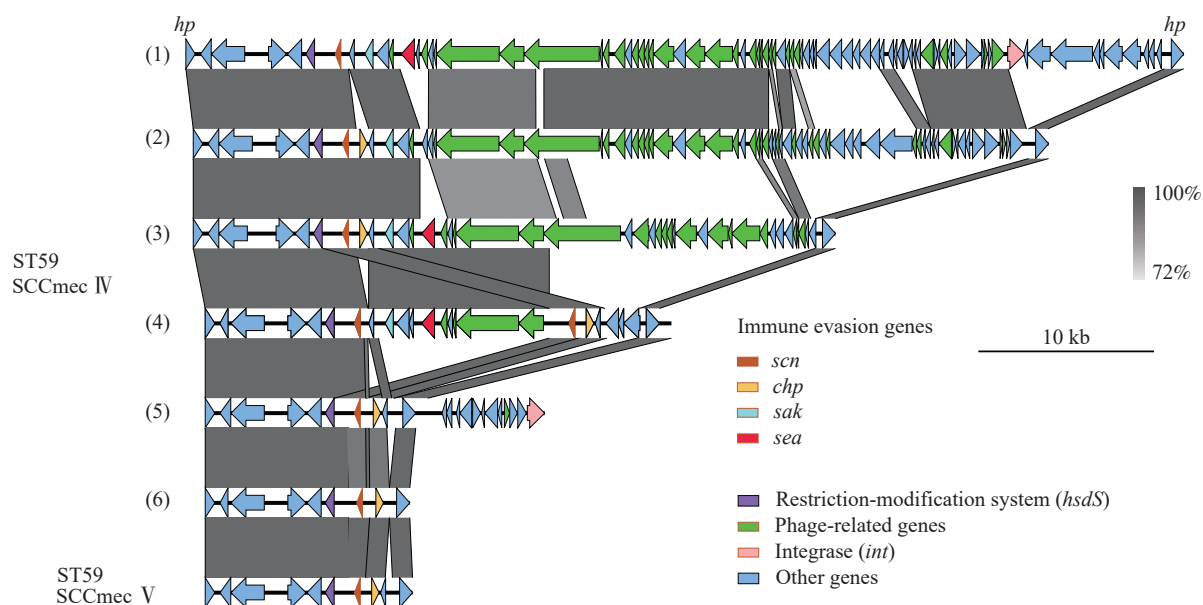 hp
hp
(1)
(2)
100%
(3)
ST59
SCCmec Ⅳ
72%
(4)
Immune evasion genes
10 kb
scn
chp
(5)
sak
sea
(6)
Restriction-modification system (hsdS)
Phage-related genes
Integrase (int)
ST59
SCCmec Ⅴ
Other genes